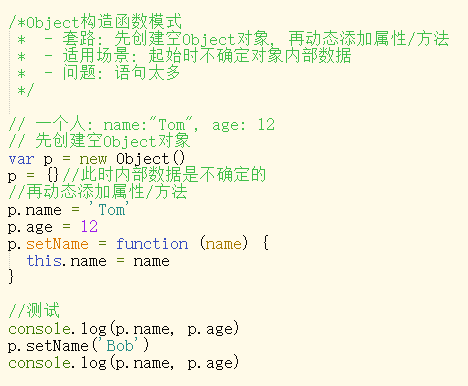 /*Object构造函数模式
 *  - 套路: 先创建空Object对象, 再动态添加属性/方法
 *  - 适用场景: 起始时不确定对象内部数据
 *  - 问题: 语句太多
 */
// 一个人: name:"Tom", age: 12
// 先创建空Object对象
var p = new Object()
p = {}//此时内部数据是不确定的
//再动态添加属性/方法
p.name = 'Tom'
p.age = 12
p.setName = function (name) {
  this.name = name
}
//测试
console.log(p.name, p.age)
p.setName('Bob')
console.log(p.name, p.age)